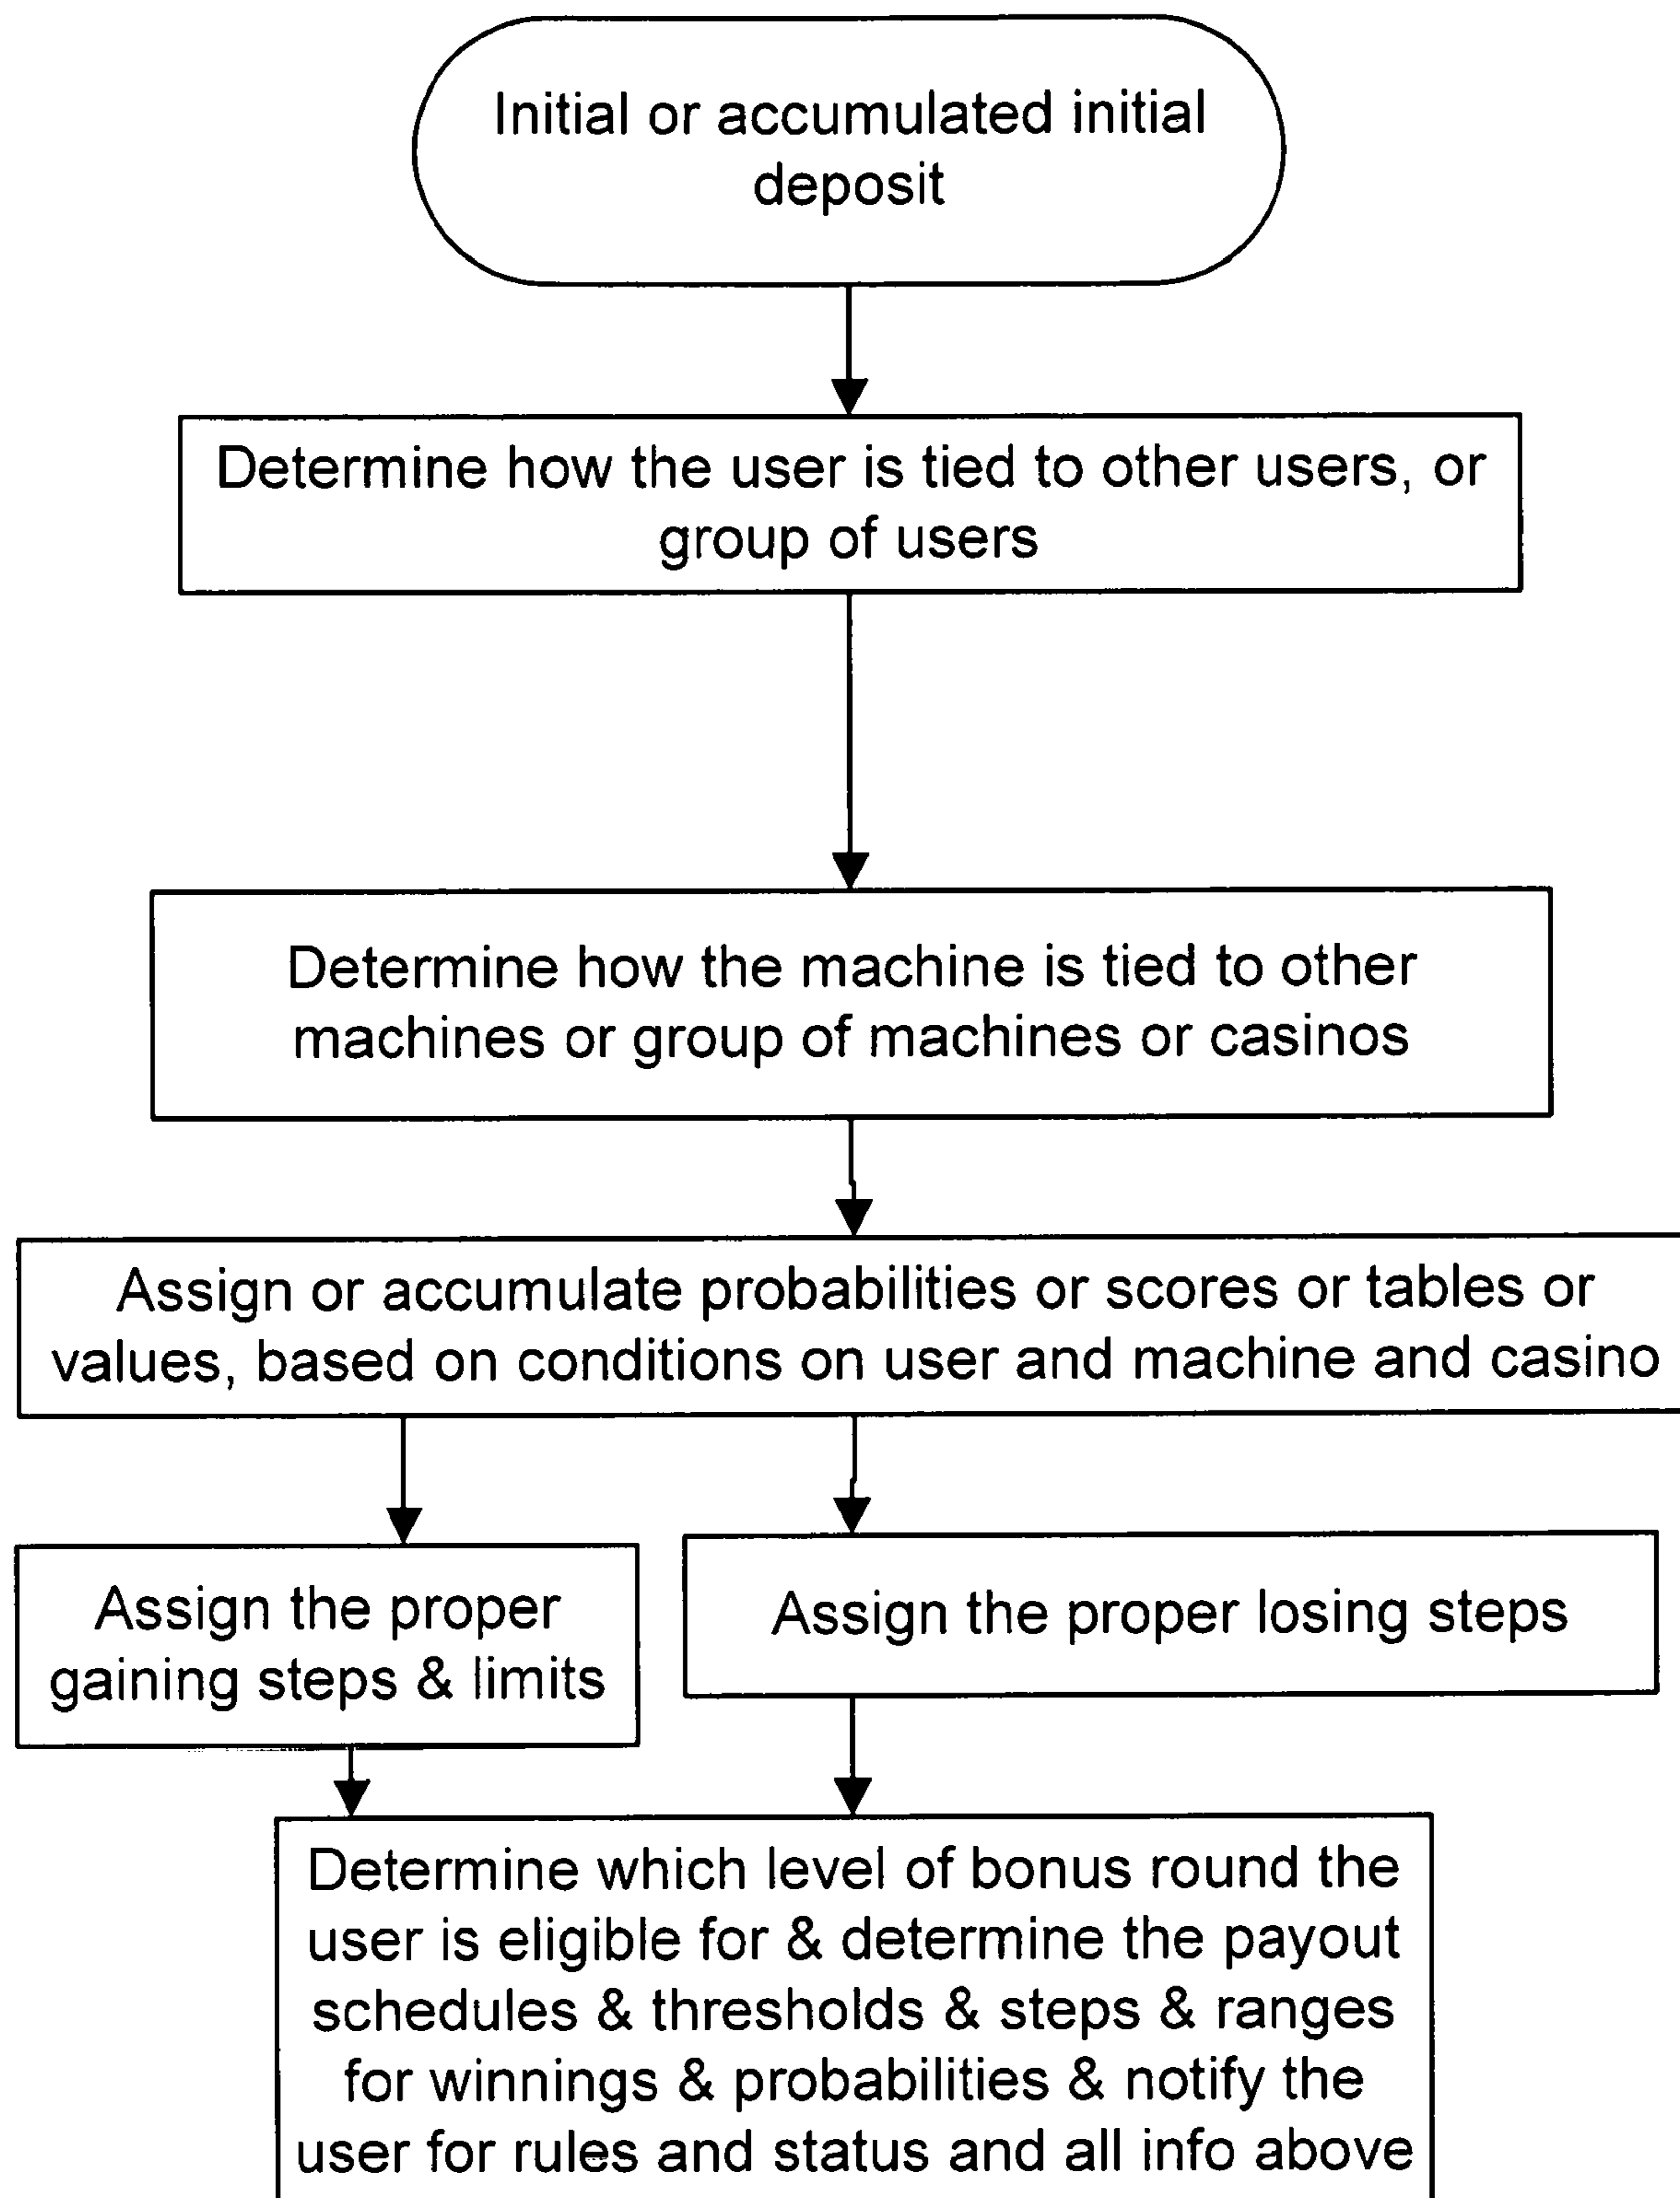 Initial or accumulated initial
deposit
Determine how the user is tied to other users, or
group of users
Determine how the machine is tied to other
machines or group of machines or casinos
Assign or accumulate probabilities or scores or tables or
values, based on conditions on user and machine and casino
Assign the proper
gaining steps & limits
Assign the proper losing steps
Determine which level of bonus round the
user is eligible for & determine the payout
schedules & thresholds & steps & ranges
for winnings & probabilities & notify the
user for rules and status and all info above